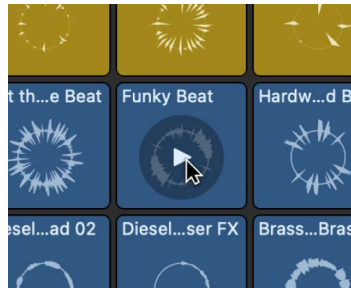 t th...e Beat
Funky Beat
Hardw...d B
esel...ad 02
Diesel...ser FX
Brass...Bras